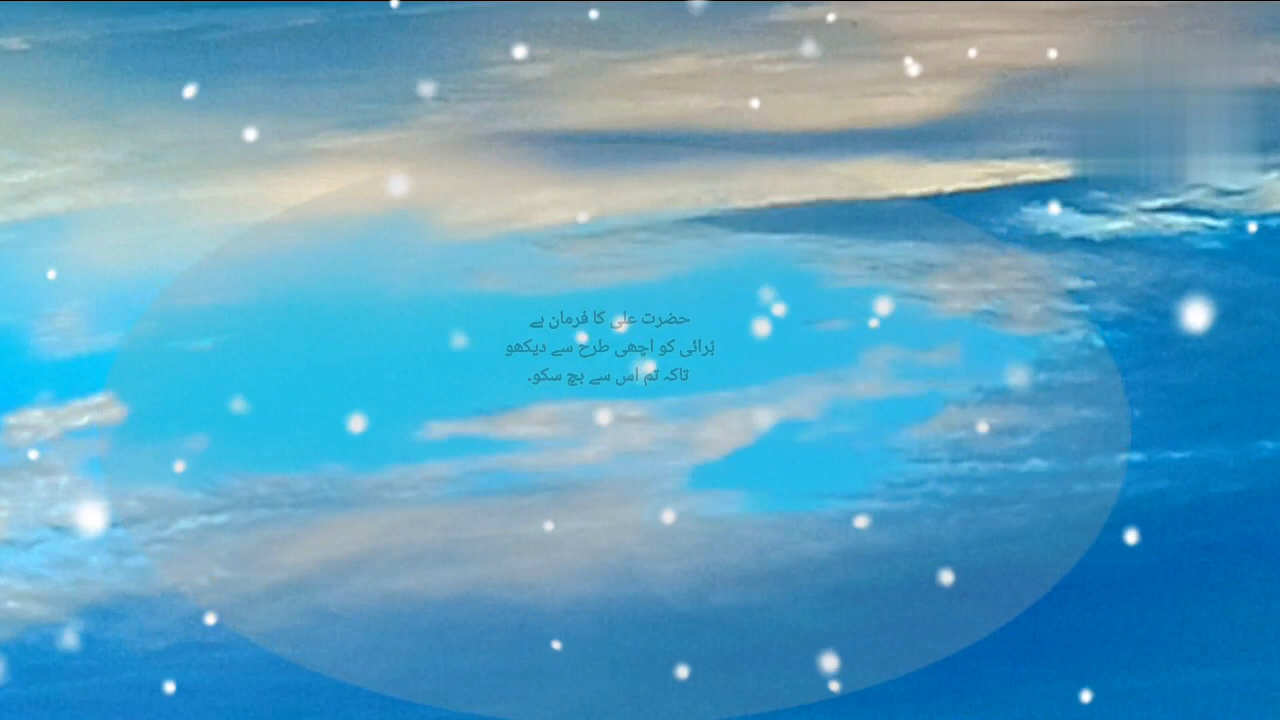 حضرت علی کا فرمان ہے
بُرائی کو اچھی طرح سے دیکھو
تاکہ تم اس سے بچ سکو۔